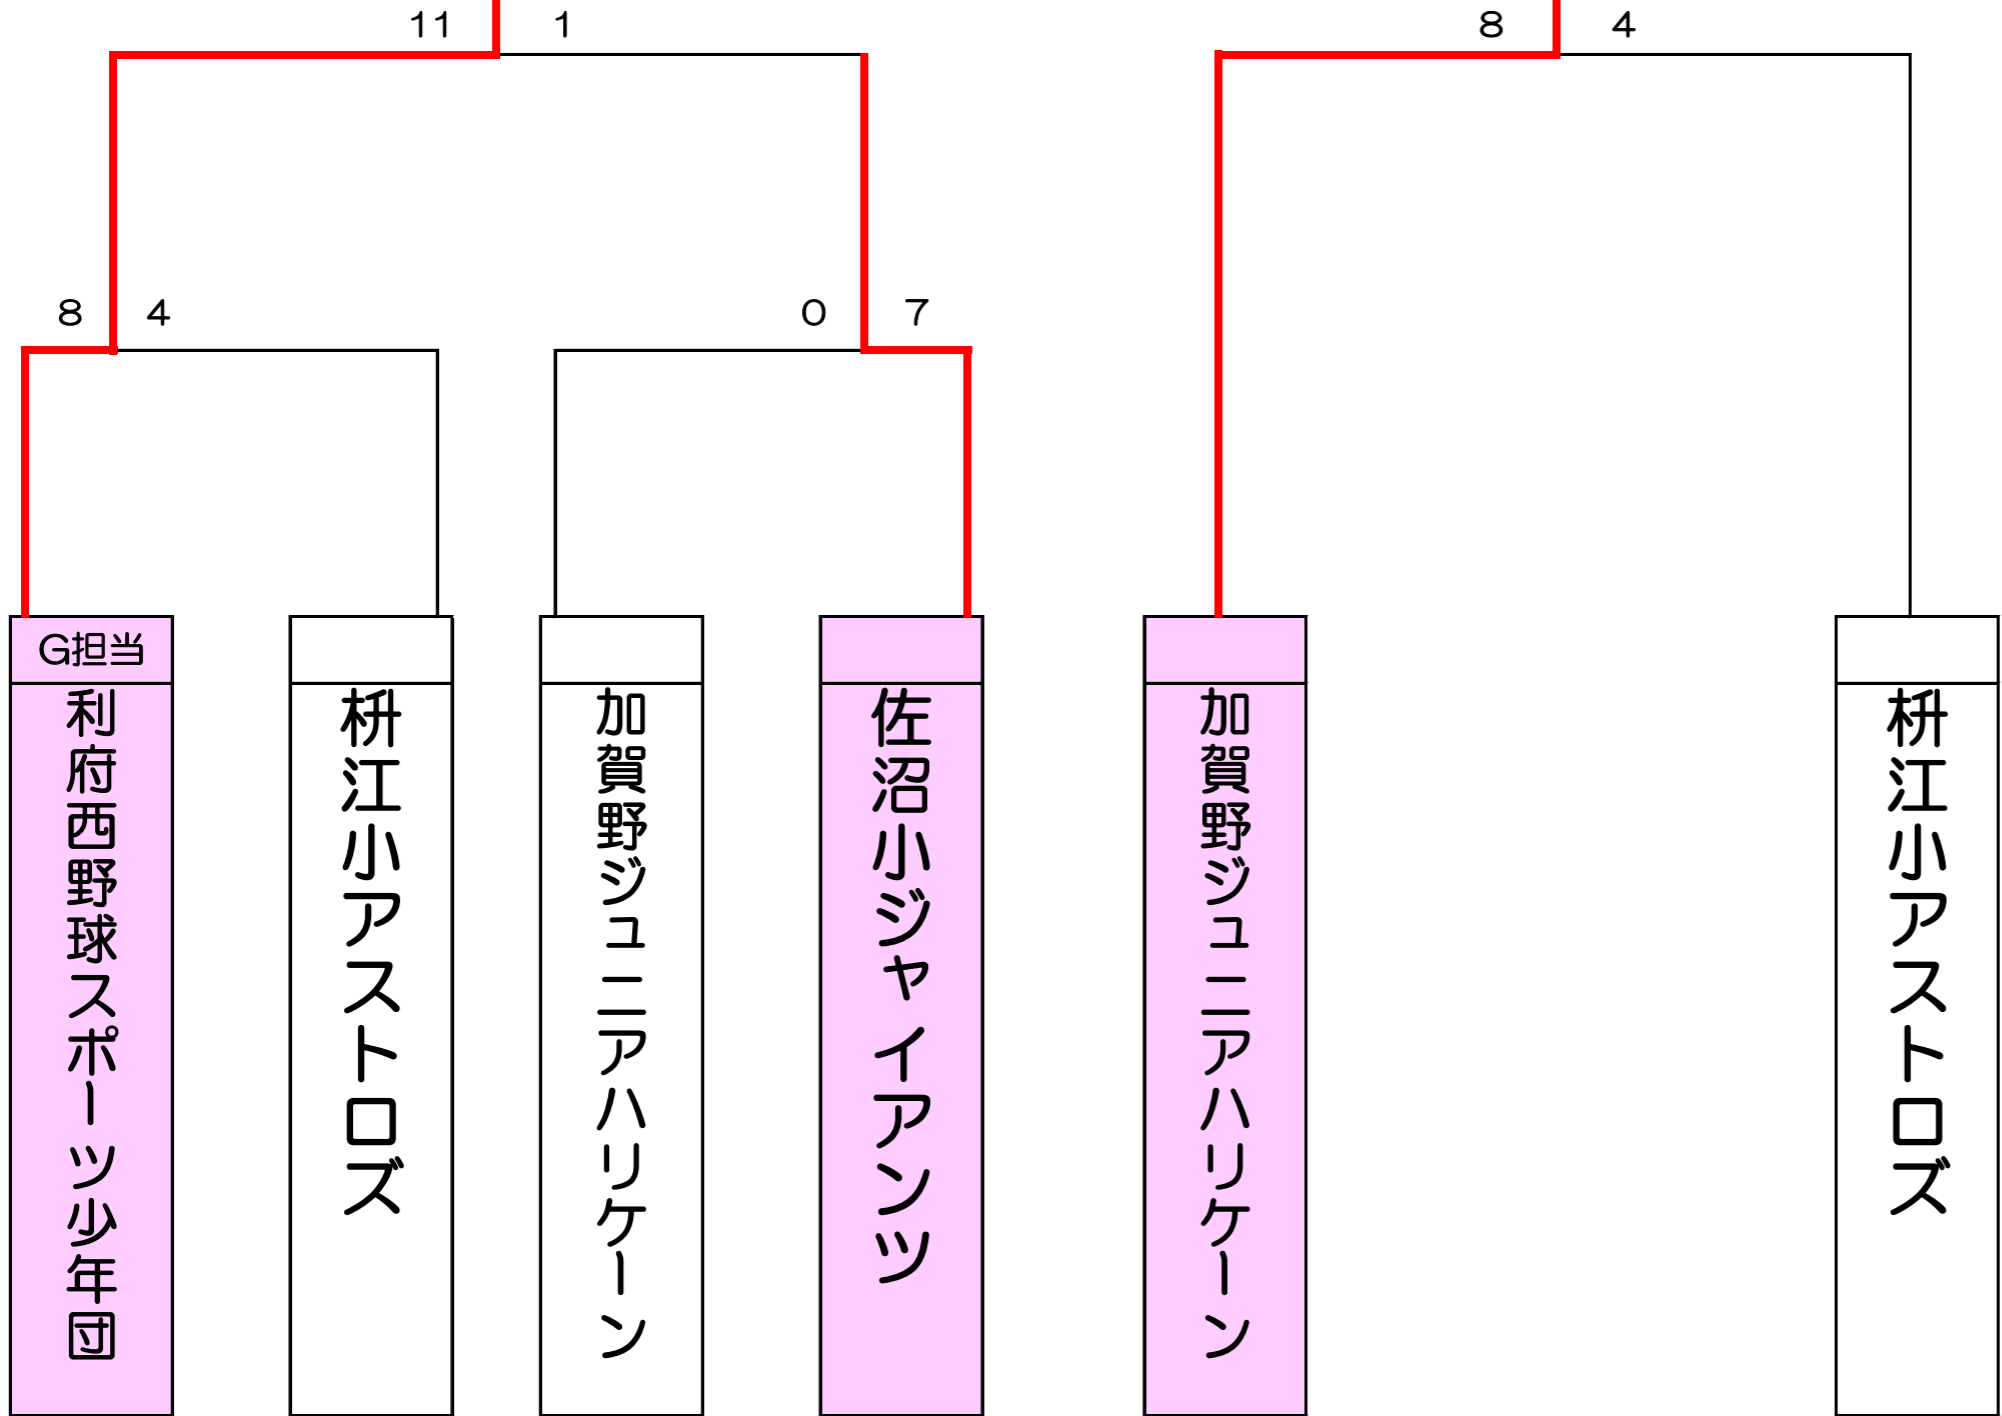 11 1
8 4
8 4
0 7
G担当
利府西野球スポーツ少年団
枡江小アストロズ
加賀野ジュニアハリケーン
佐沼小ジャイアンツ
加賀野ジュニアハリケーン
枡江小アストロズ